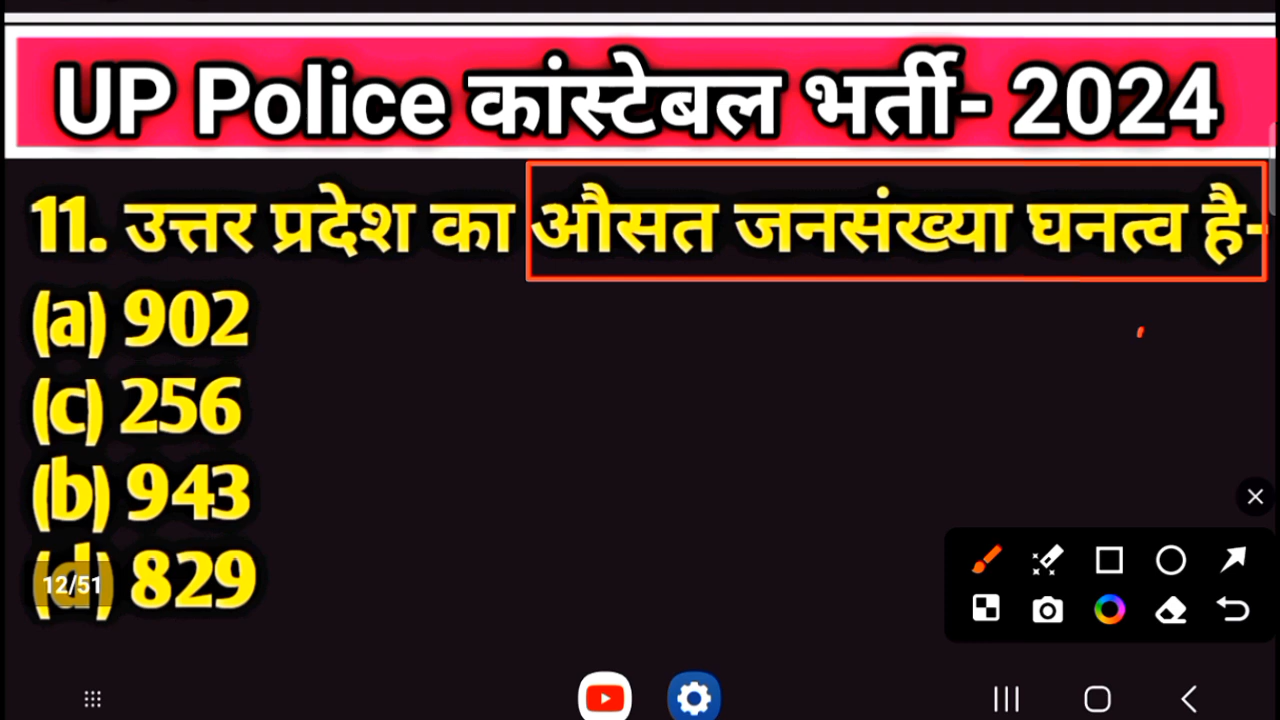 UP Police कांस्टेबल भर्ती- 2024
11. उत्तर प्रदेश का औसत जनसंख्या घनत्व है-
(a) 902
(c) 256
(b) 943
(d) 829
12/51